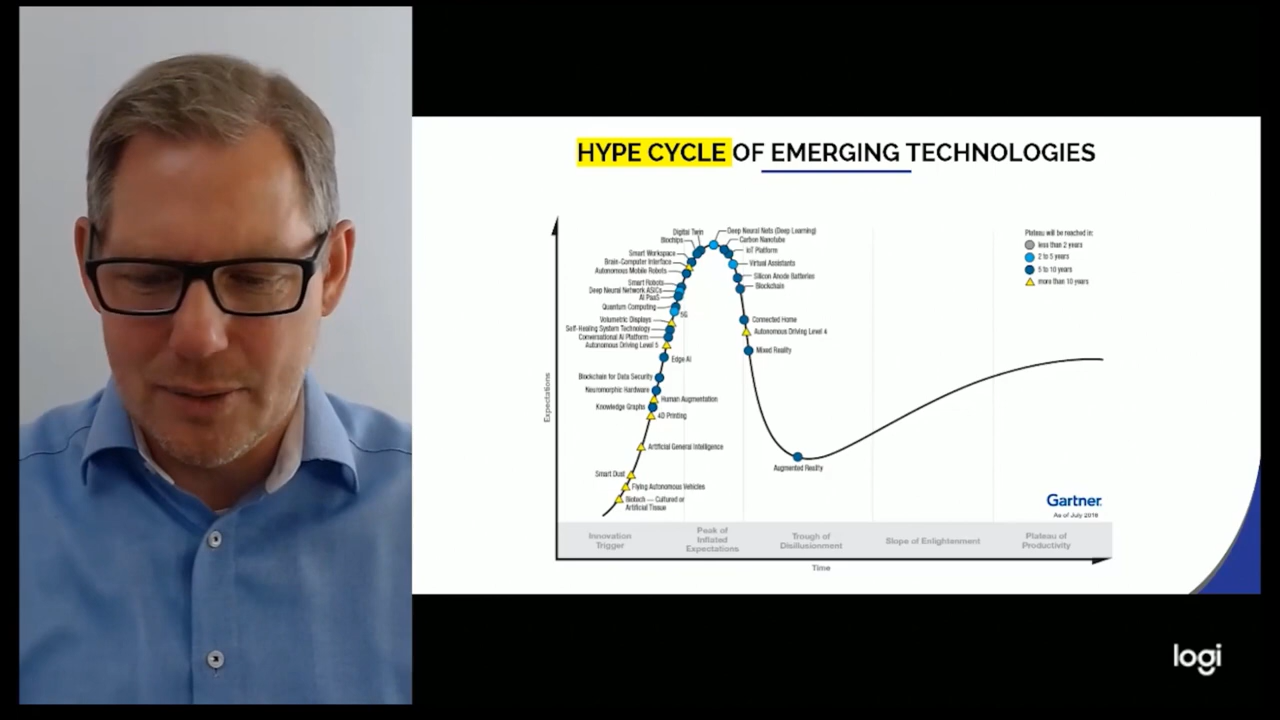 HYPE CYCLE OF EMERGING TECHNOLOGIES
Expectations
Digital Twin
Biochips
Smart Workspace
Brain-Computer Interface
Autonomous Mobile Robots
Smart Robots
Deep Neural Network ASICs
AI PaaS
Quantum Computing
5G
Volumetric Displays
Self-Healing System Technology
Conversational AI Platform
Autonomous Driving Level 5
Edge AI
Blockchain for Data Security
Neuromorphic Hardware
Human Augmentation
Knowledge Graphs
4D Printing
Artificial General Intelligence
Smart Dust
Flying Autonomous Vehicles
Biotech — Cultured or
Artificial Tissue
Deep Neural Nets (Deep Learning)
Carbon Nanotube
IoT Platform
Virtual Assistants
Silicon Anode Batteries
Blockchain
Connected Home
Autonomous Driving Level 4
Mixed Reality
Augmented Reality
Plateau will be reached in:
less than 2 years
2 to 5 years
5 to 10 years
more than 10 years
Gartner
As of July 2018
Innovation
Trigger
Peak of
Inflated
Expectations
Trough of
Disillusionment
Slope of Enlightenment
Plateau of
Productivity
Time
logi